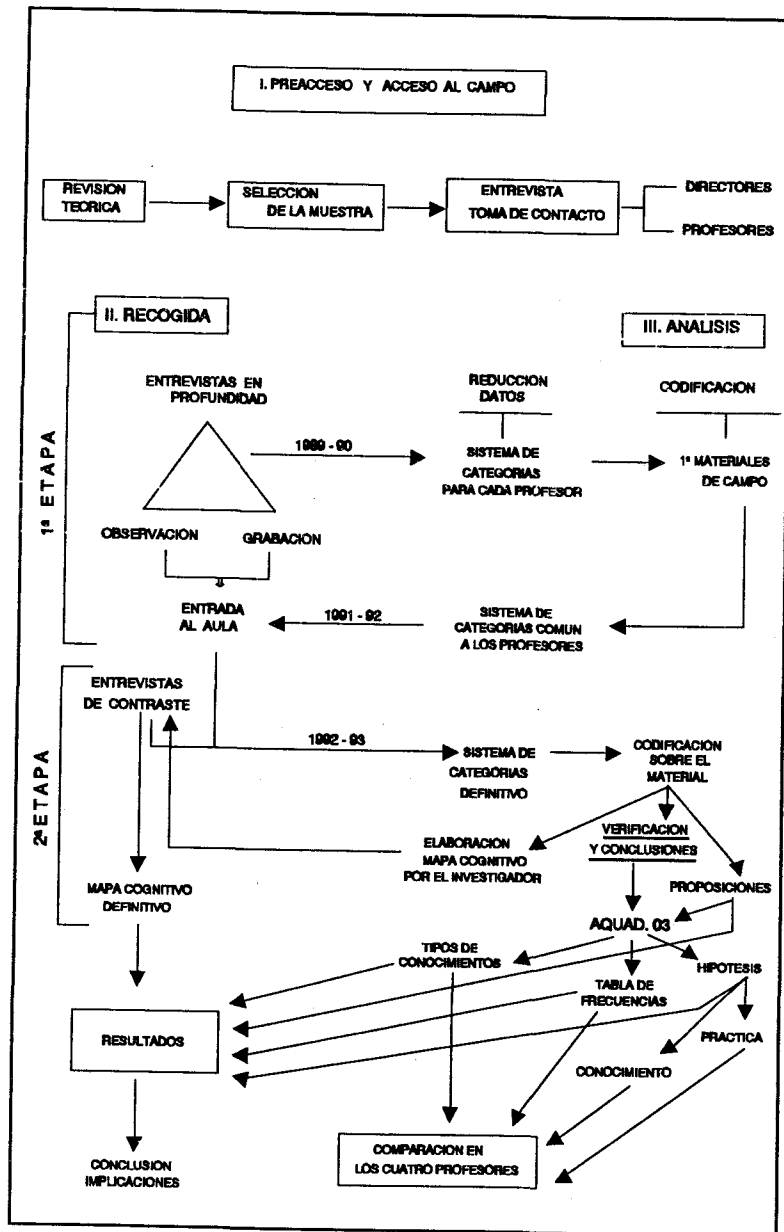 I. PREACCESO Y ACCESO AL CAMPO
REVISION
TEORICA
SELECCION
DE LA MUESTRA
ENTREVISTA
TOMA DE CONTACTO
DIRECTORES
PROFESORES
II. RECOGIDA
III. ANALISIS
1ª ETAPA
ENTREVISTAS EN
PROFUNDIDAD
OBSERVACION
GRABACION
1989 - 90
REDUCCION
DATOS
SISTEMA DE
CATEGORIAS
PARA CADA PROFESOR
CODIFICACION
1ª MATERIALES
DE CAMPO
ENTRADA
AL AULA
1991 - 92
SISTEMA DE
CATEGORIAS COMUN
A LOS PROFESORES
2ª ETAPA
ENTREVISTAS
DE CONTRASTE
1992 - 93
SISTEMA DE
CATEGORIAS
DEFINITIVO
CODIFICACION
SOBRE EL
MATERIAL
ELABORACION
MAPA COGNITIVO
POR EL INVESTIGADOR
VERIFICACION
Y CONCLUSIONES
PROPOSICIONES
MAPA COGNITIVO
DEFINITIVO
AQUAD. 03
TIPOS DE
CONOCIMIENTOS
TABLA DE
FRECUENCIAS
HIPOTESIS
RESULTADOS
PRACTICA
CONOCIMIENTO
COMPARACION EN
LOS CUATRO PROFESORES
CONCLUSION
IMPLICACIONES